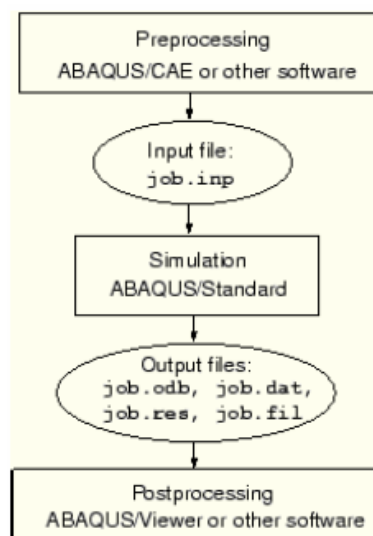 Preprocessing
ABAQUS/CAE or other software
Input file:
job.inp
Simulation
ABAQUS/Standard
Output files:
job.odb, job.dat,
job.res, job.fil
Postprocessing
ABAQUS/Viewer or other software